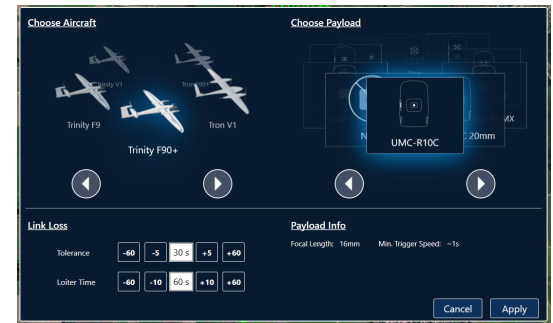 Choose Aircraft
Choose Payload
Trinity F9
Tron V1
Trinity F90+
N
UMC-R10C
C 20mm
MX
Link Loss
Tolerance
-60 -5 30 s +5 +60
Loiter Time
-60 -10 60 s +10 +60
Payload Info
Focal Length: 16mm Min. Trigger Speed: ~1s
Cancel Apply